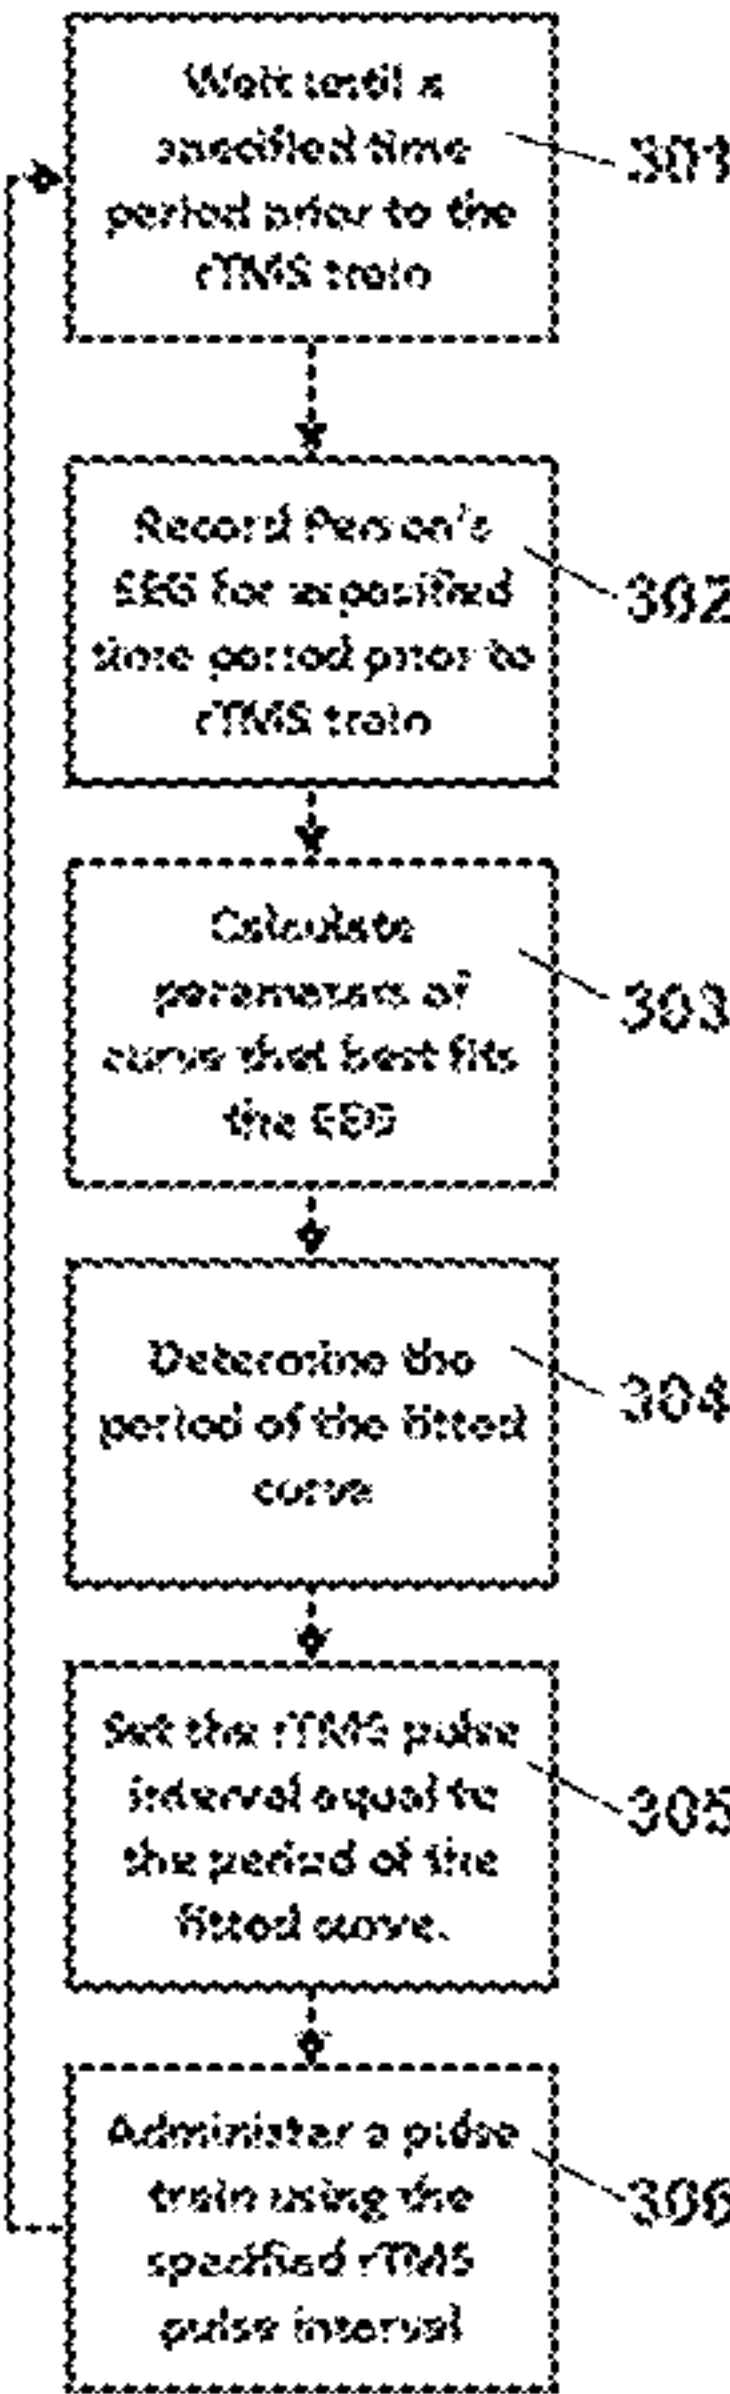 Wait until a
specified time
period prior to the
rTMS train
301
Record Person's
EEG for a specified
time period prior to
rTMS train
302
Calculate
parameters of
curve that best fits
the EEG
303
Determine the
period of the fitted
curve
304
Set the rTMS pulse
interval equal to
the period of the
fitted curve.
305
Administer a pulse
train using the
specified rTMS
pulse interval
306